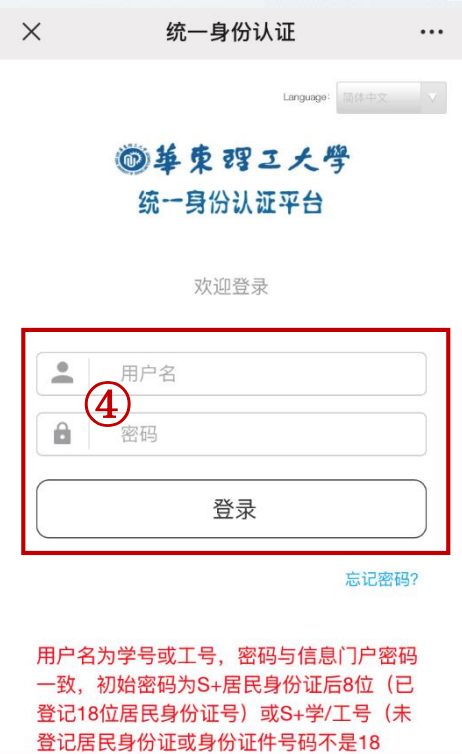 统一身份认证
Language: 简体中文
華東理工大學
统一身份认证平台
欢迎登录
用户名
④
密码
登录
忘记密码?
用户名为学号或工号，密码与信息门户密码
一致，初始密码为S+居民身份证后8位（已
登记18位居民身份证号）或S+学/工号（未
登记居民身份证或身份证件号码不是18